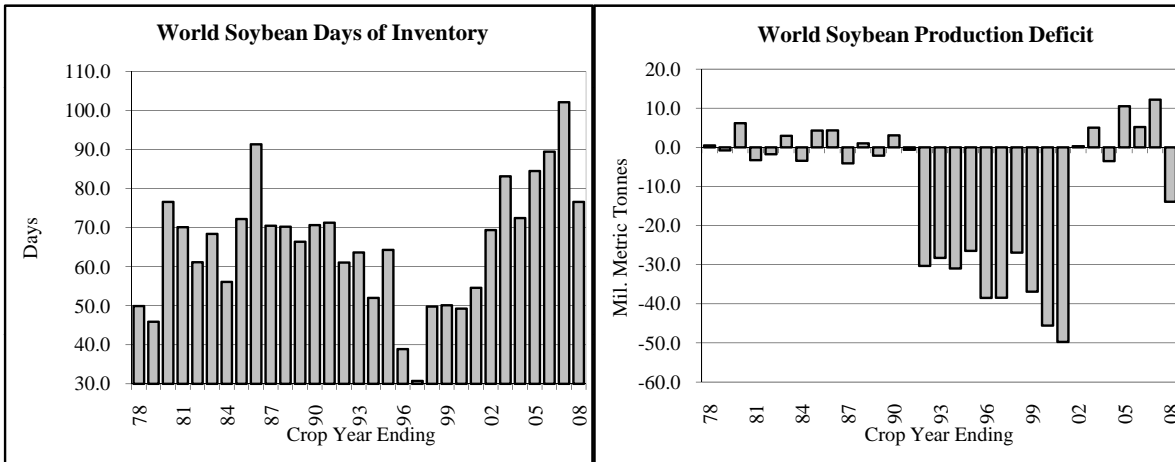 World Soybean Days of Inventory
110.0
100.0
90.0
80.0
70.0
60.0
50.0
40.0
30.0
Days
78 81 84 87 90 93 96 99 02 05 08
Crop Year Ending
World Soybean Production Deficit
20.0
10.0
0.0
-10.0
-20.0
-30.0
-40.0
-50.0
-60.0
Mil. Metric Tonnes
78 81 84 87 90 93 96 99 02 05 08
Crop Year Ending